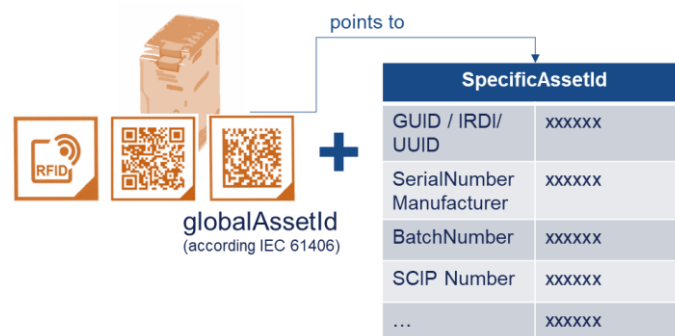 points to
SpecificAssetId
GUID / IRDI/ xxxxxx
UUID
SerialNumber xxxxxx
Manufacturer
BatchNumber xxxxxx
SCIP Number xxxxxx
... xxxxxx
RFID
+
globalAssetId
(according IEC 61406)